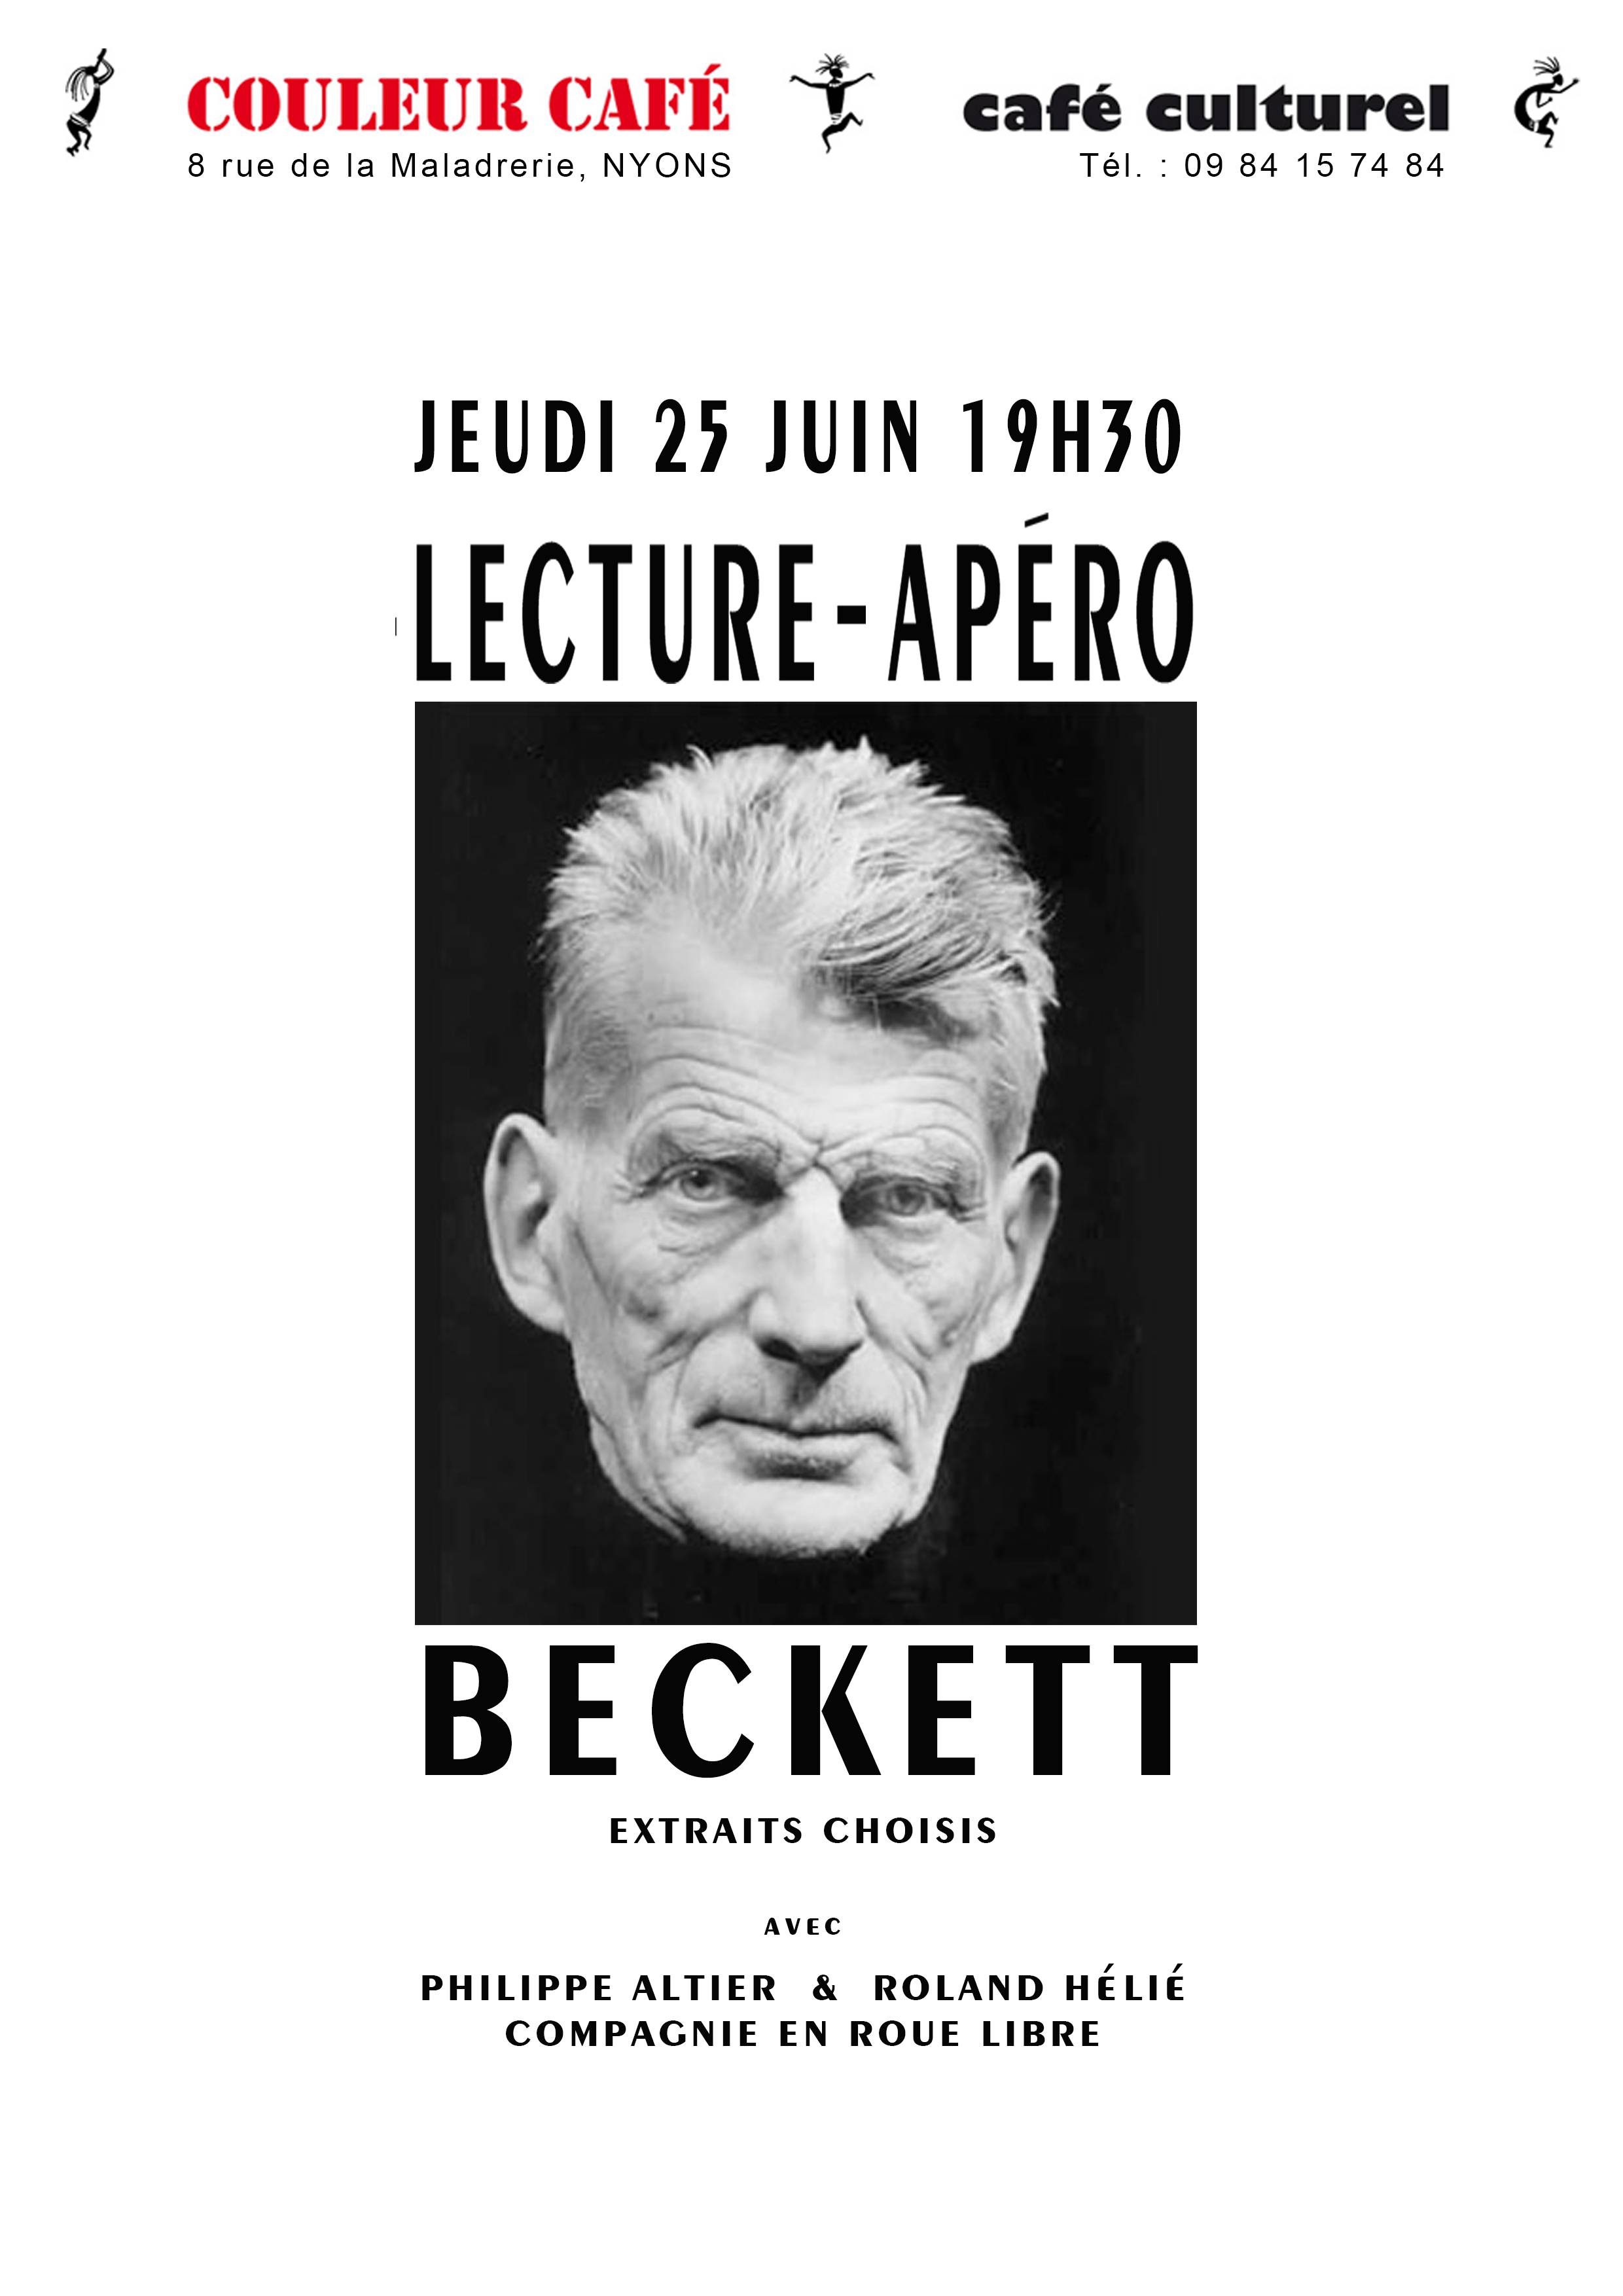 COULEUR CAFÉ
8 rue de la Maladrerie, NYONS
café culturel
Tél. : 09 84 15 74 84
JEUDI 25 JUIN 19H30
LECTURE-APÉRO
BECKETT
EXTRAITS CHOISIS
AVEC
PHILIPPE ALTIER & ROLAND HÉLIÉ
COMPAGNIE EN ROUE LIBRE